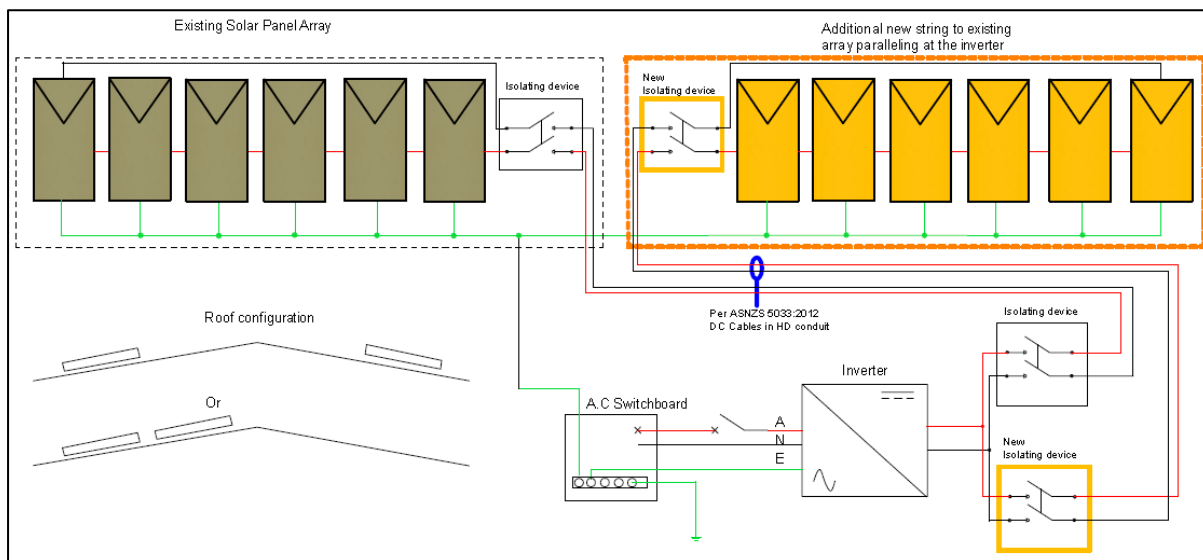 Existing Solar Panel Array
Additional new string to existing
array paralleling at the inverter
Isolating device
New
Isolating device
Per ASNZS 5033:2012
DC Cables in HD conduit
Roof configuration
Or
Isolating device
Inverter
A.C Switchboard
A
N
E
New
Isolating device